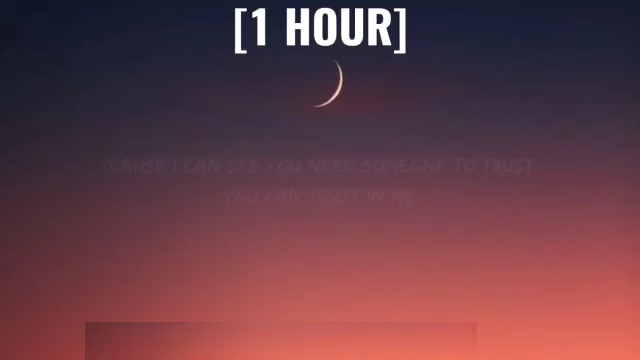 [1 HOUR]
'CAUSE I CAN SEE YOU NEED SOMEONE TO TRUST
YOU CAN TRUST IN ME